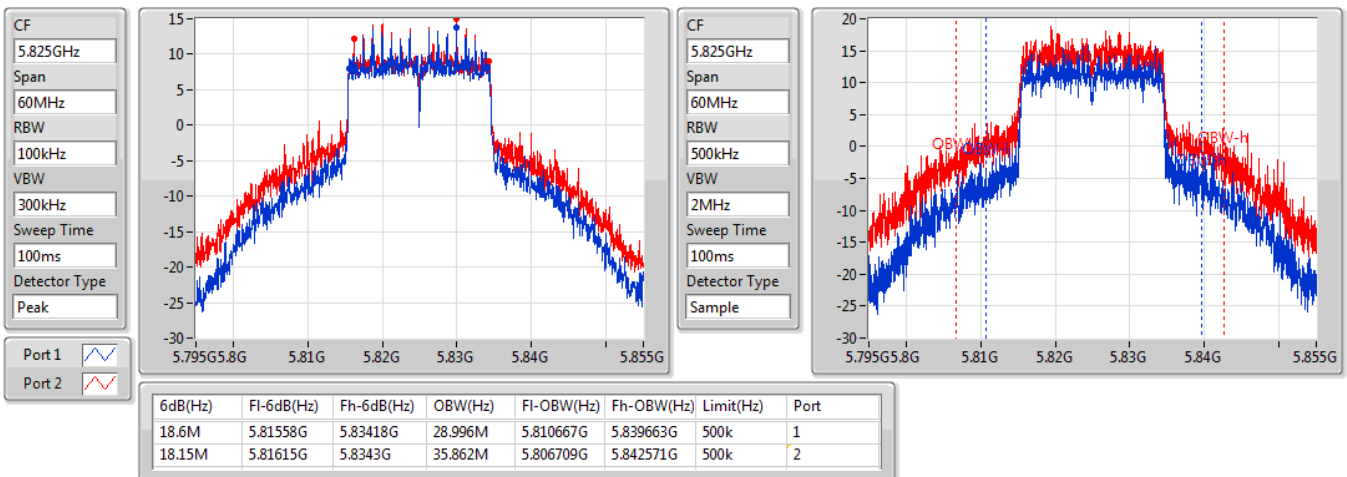 CF
5.825GHz
Span
60MHz
RBW
100kHz
VBW
300kHz
Sweep Time
100ms
Detector Type
Peak
Port 1
Port 2
15
10
5
0
-5
-10
-15
-20
-25
-30
5.795G 5.8G 5.81G 5.82G 5.83G 5.84G 5.855G
CF
5.825GHz
Span
60MHz
RBW
500kHz
VBW
2MHz
Sweep Time
100ms
Detector Type
Sample
20
15
10
5
0
-5
-10
-15
-20
-25
-30
OBW-h
5.795G 5.8G 5.81G 5.82G 5.83G 5.84G 5.855G
6dB(Hz) Fl-6dB(Hz) Fh-6dB(Hz) OBW(Hz) Fl-OBW(Hz) Fh-OBW(Hz) Limit(Hz) Port
18.6M 5.81558G 5.83418G 28.996M 5.810667G 5.839663G 500k 1
18.15M 5.81615G 5.8343G 35.862M 5.806709G 5.842571G 500k 2